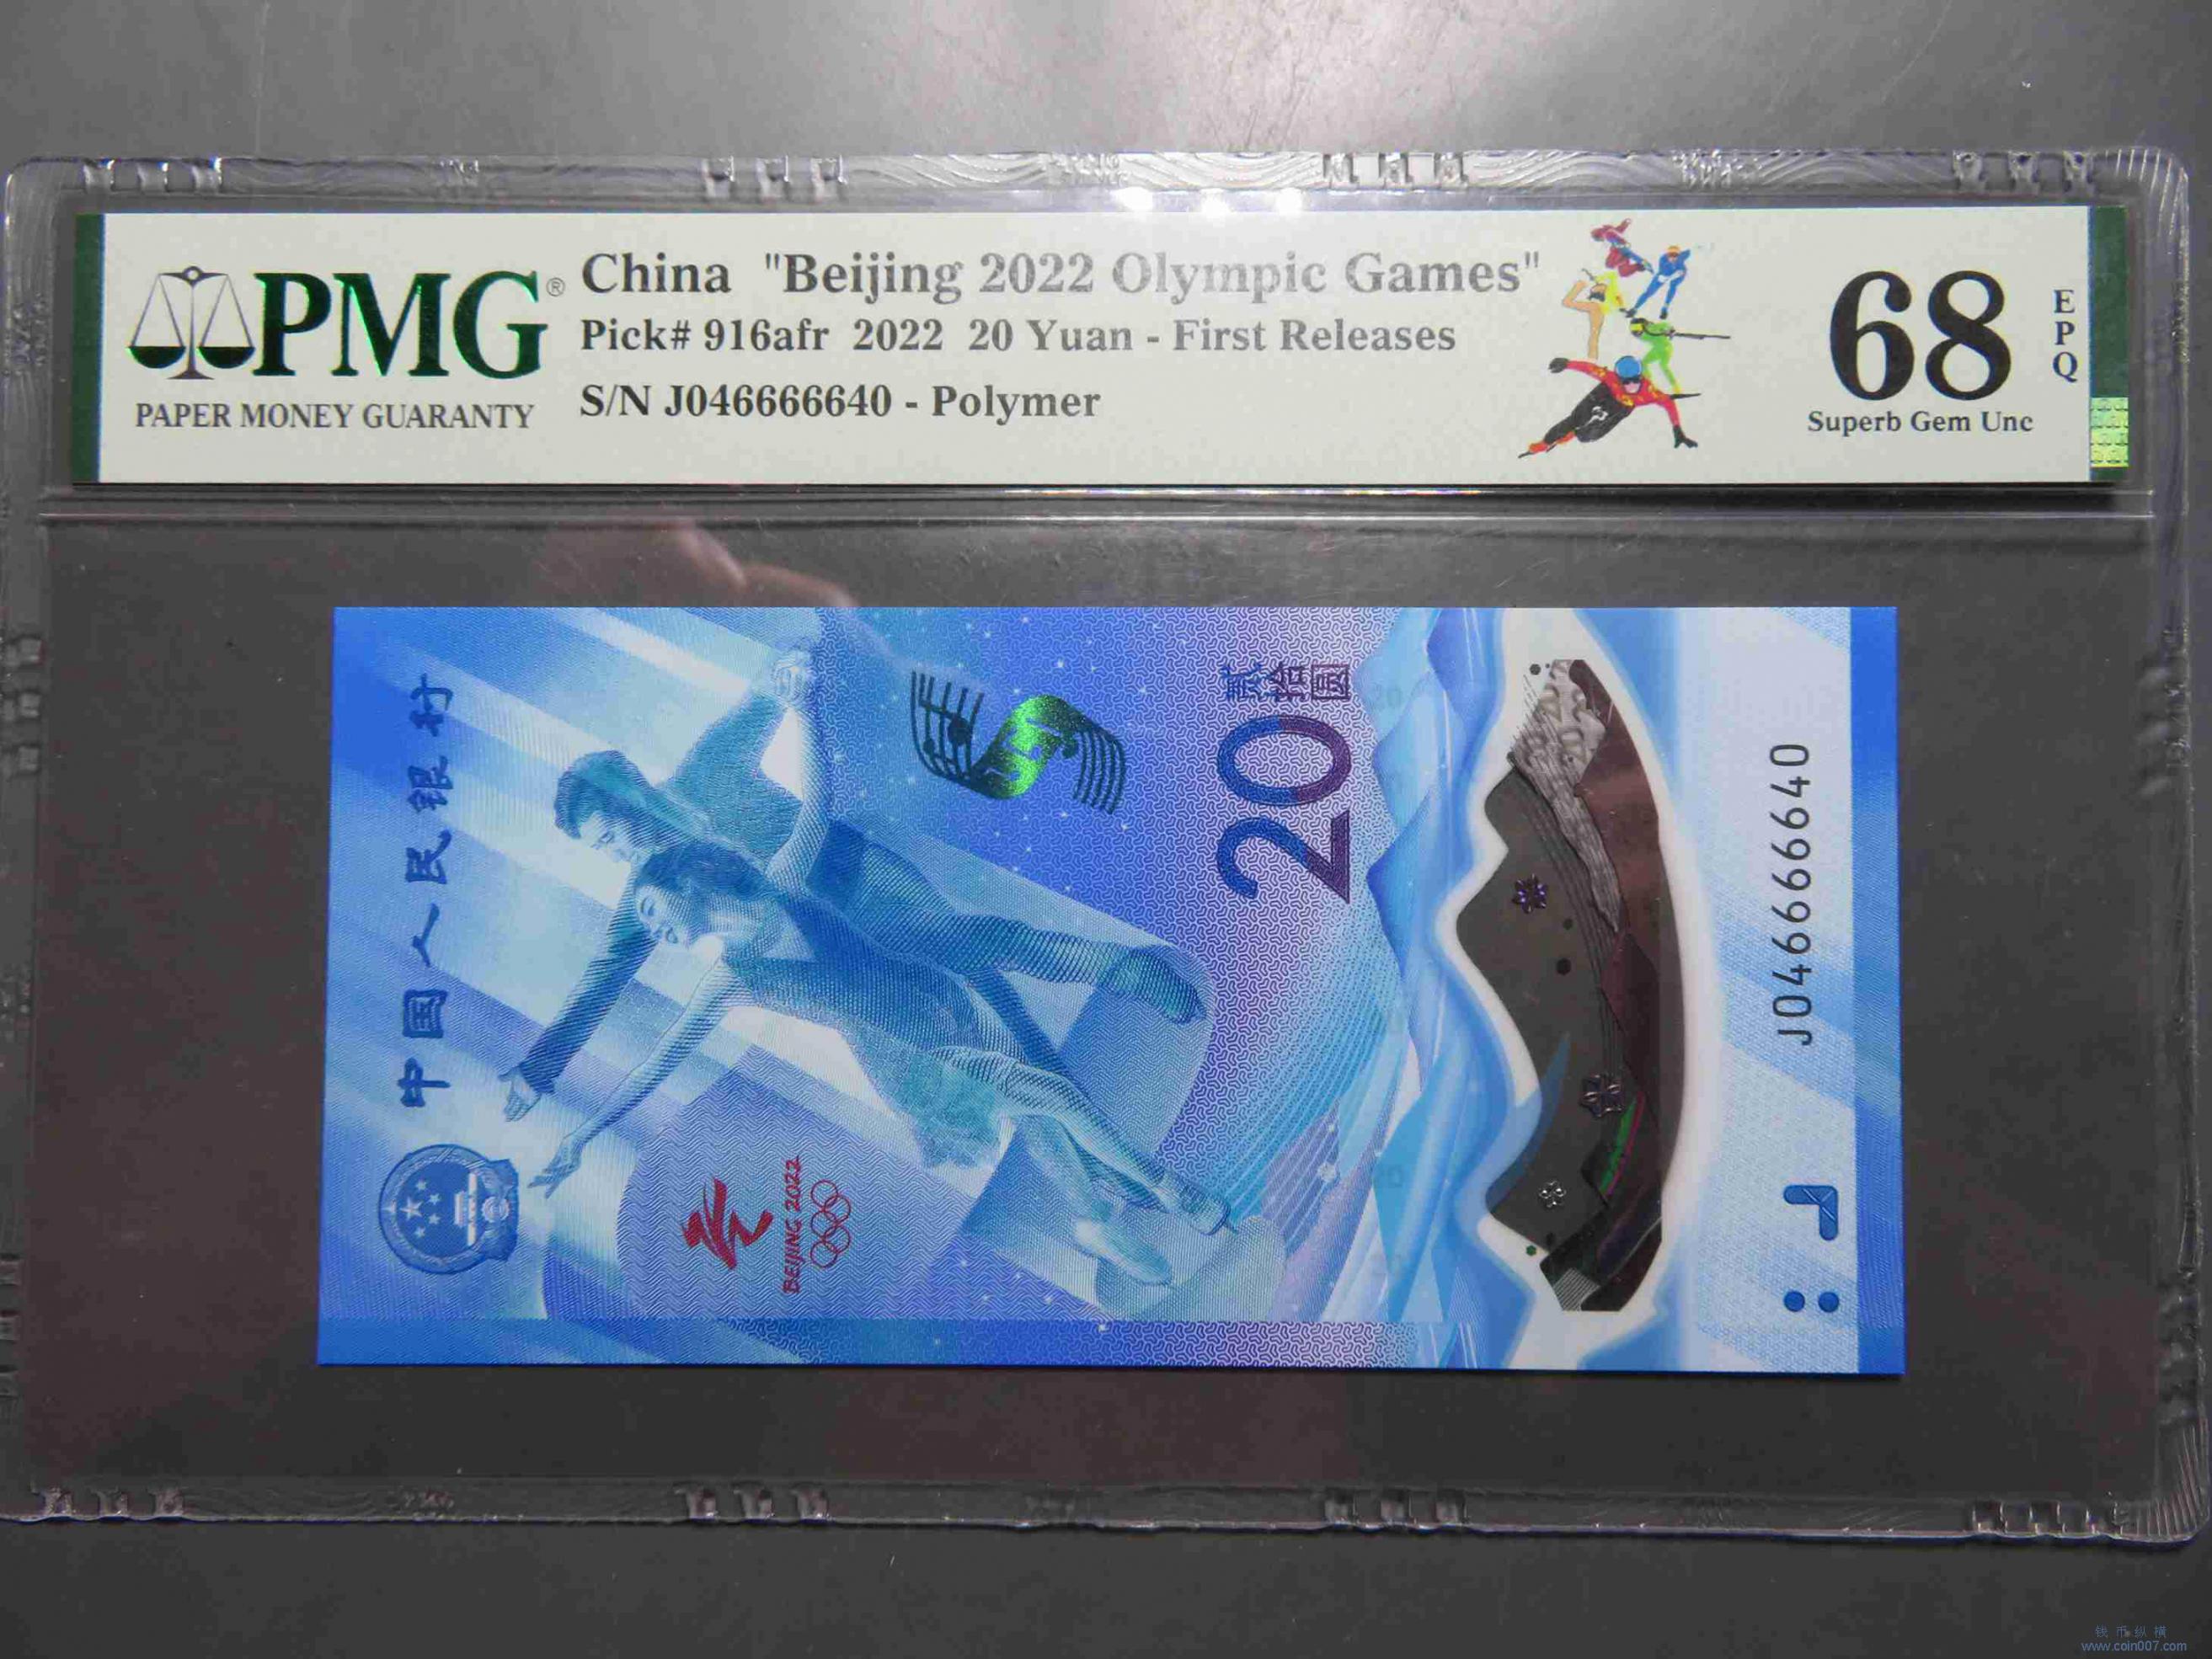 PMG®
PAPER MONEY GUARANTY
China "Beijing 2022 Olympic Games"
Pick# 916afr 2022 20 Yuan - First Releases
S/N J046666640 - Polymer
68
EPQ
Superb Gem Unc
中国人民银行
BEIJING 2022
20
贰拾圆
J046666640
钱币纵横
www.coin007.com